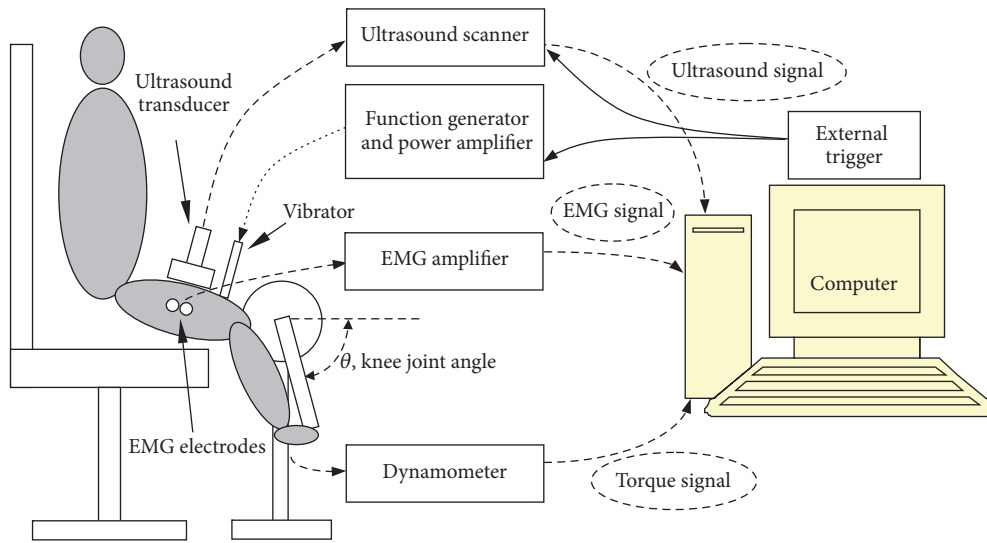 Ultrasound scanner
Ultrasound signal
Ultrasound
transducer
Function generator
and power amplifier
External
trigger
Vibrator
EMG signal
EMG amplifier
Computer
θ, knee joint angle
EMG electrodes
Dynamometer
Torque signal